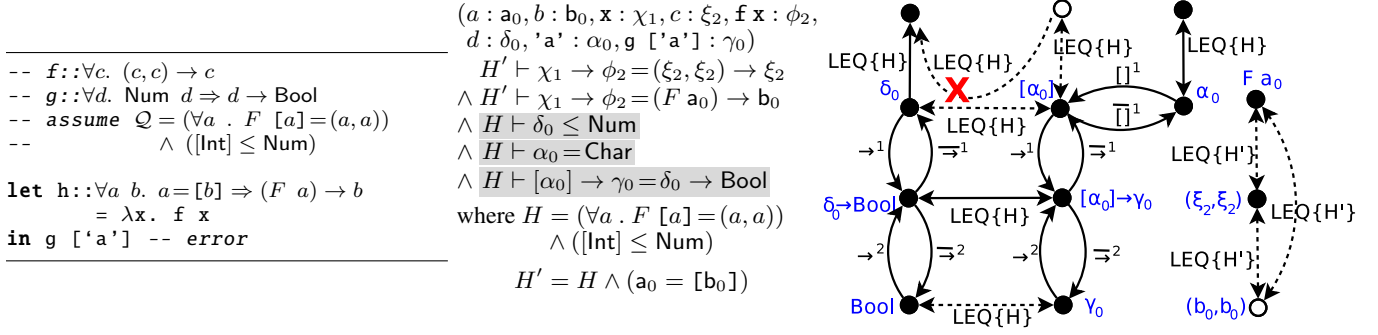 -- f::∀c. (c, c) → c
-- g::∀d. Num d ⇒ d → Bool
-- assume 𝒬 = (∀a . F [a] = (a, a))
-- ∧ ([Int] ≤ Num)
let h::∀a b. a = [b] ⇒ (F a) → b
= λx. f x
in g [‘a’] -- error
(a : a₀, b : b₀, x : χ₁, c : ξ₂, f x : ϕ₂,
d : δ₀, 'a' : α₀, g ['a'] : γ₀)
H′ ⊢ χ₁ → ϕ₂ = (ξ₂, ξ₂) → ξ₂
∧ H′ ⊢ χ₁ → ϕ₂ = (F a₀) → b₀
∧ H ⊢ δ₀ ≤ Num
∧ H ⊢ α₀ = Char
∧ H ⊢ [α₀] → γ₀ = δ₀ → Bool
where H = (∀a . F [a] = (a, a))
∧ ([Int] ≤ Num)
H′ = H ∧ (a₀ = [b₀])
LEQ{H} LEQ{H} LEQ{H} LEQ{H}
X
δ₀ [α₀] []¹ α₀ F a₀
LEQ{H} []¹
→¹ →¹ →¹ →¹ LEQ{H'}
δ₀→Bool LEQ{H} [α₀]→γ₀ (ξ₂,ξ₂) LEQ{H'}
→² →² →² →² LEQ{H'}
Bool LEQ{H} γ₀ (b₀,b₀)